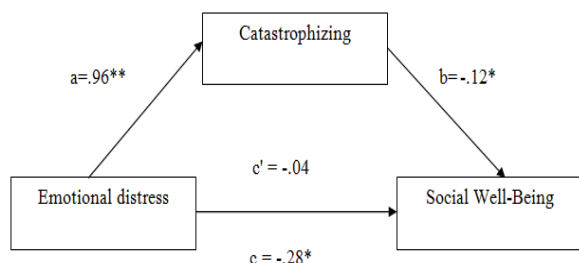 Catastrophizing
a=.96**
b=-.12*
c' = -.04
Emotional distress
Social Well-Being
c = -.28*